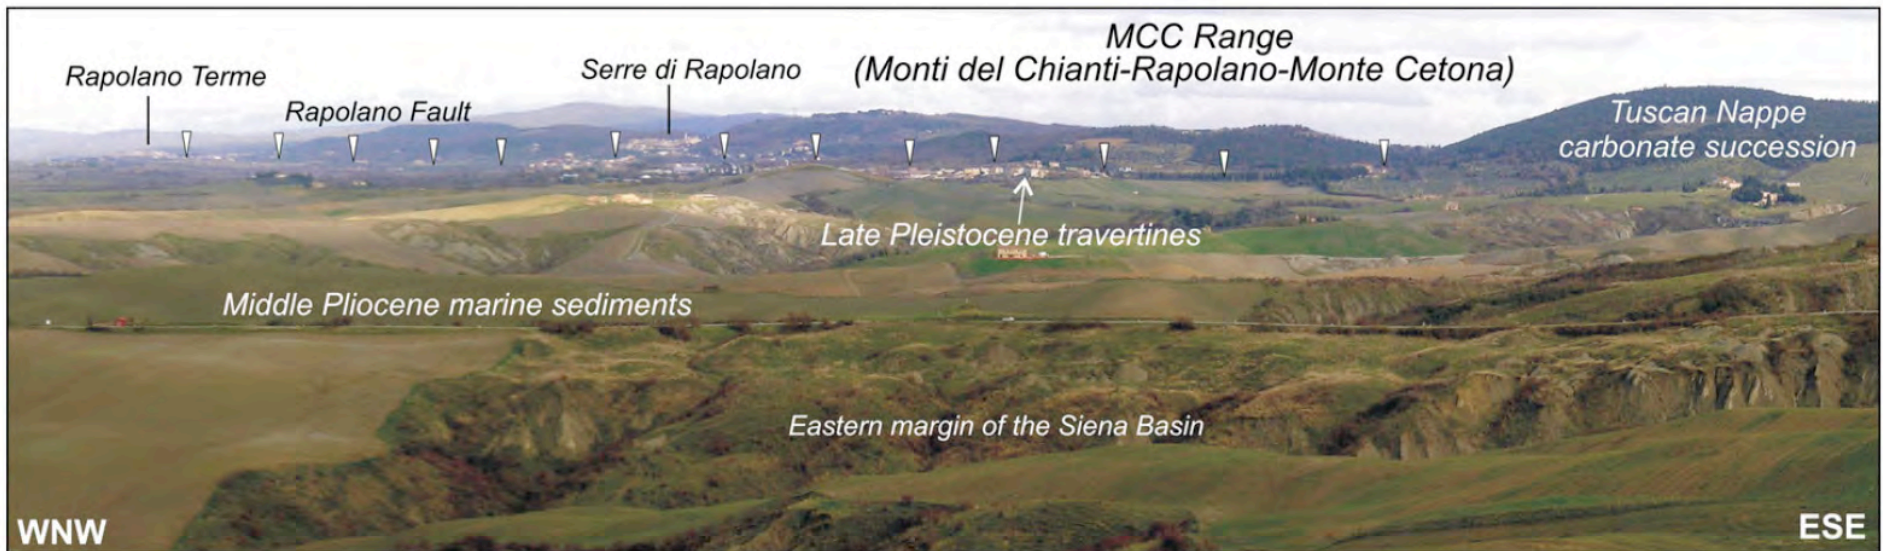 MCC Range
(Monti del Chianti-Rapolano-Monte Cetona)
Rapolano Terme
Serre di Rapolano
Rapolano Fault
Tuscan Nappe
carbonate succession
Late Pleistocene travertines
Middle Pliocene marine sediments
Eastern margin of the Siena Basin
WNW
ESE